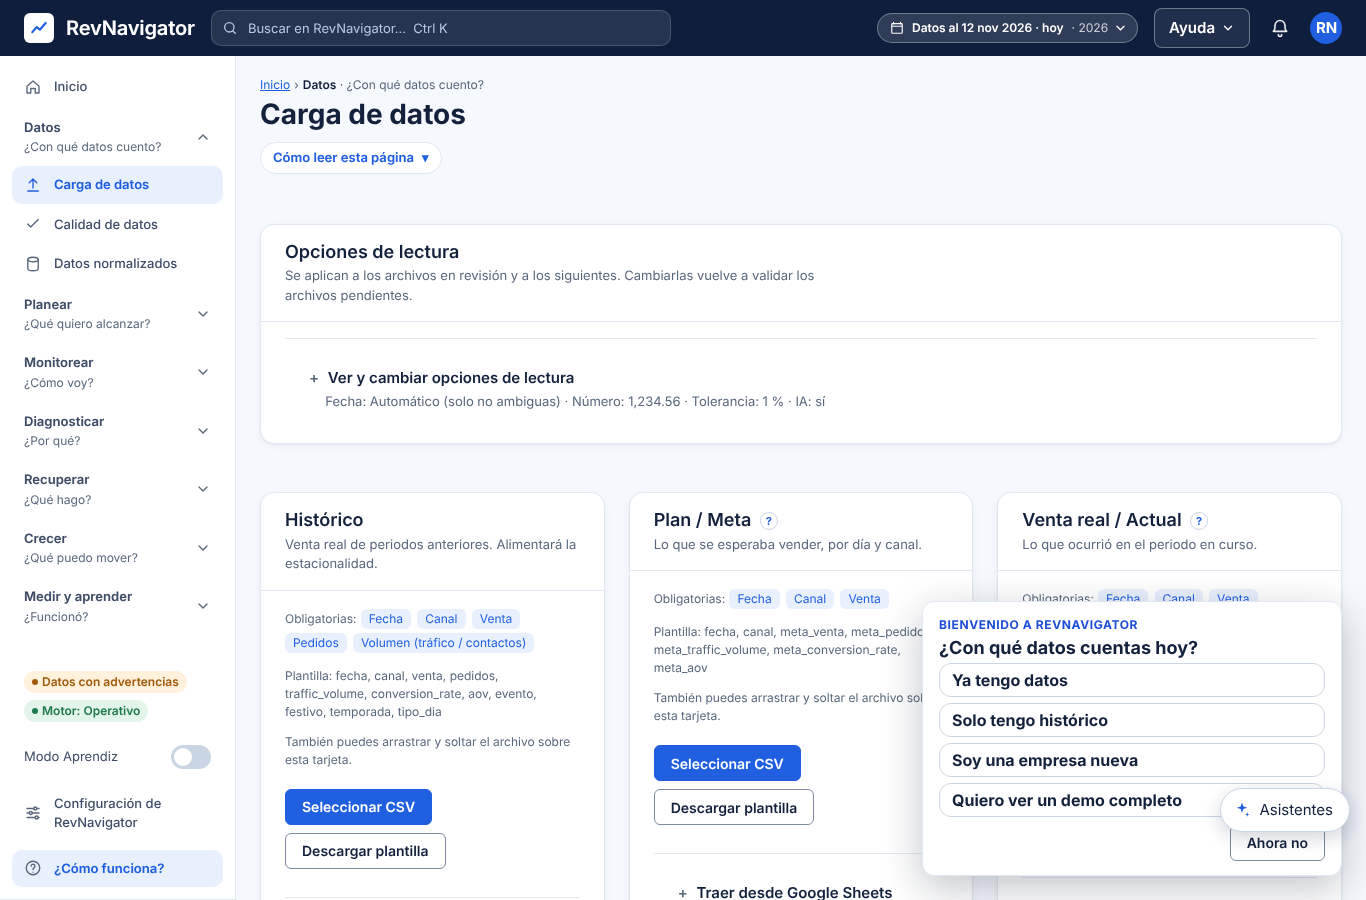 RevNavigator
Buscar en RevNavigator... Ctrl K
Datos al 12 nov 2026 · hoy · 2026
Ayuda
RN
Inicio
Datos
¿Con qué datos cuento?
Carga de datos
Calidad de datos
Datos normalizados
Planear
¿Qué quiero alcanzar?
Monitorear
¿Cómo voy?
Diagnosticar
¿Por qué?
Recuperar
¿Qué hago?
Crecer
¿Qué puedo mover?
Medir y aprender
¿Funcionó?
Datos con advertencias
Motor: Operativo
Modo Aprendiz
Configuración de
RevNavigator
¿Cómo funciona?
Inicio › Datos · ¿Con qué datos cuento?
Carga de datos
Cómo leer esta página ▾
Opciones de lectura
Se aplican a los archivos en revisión y a los siguientes. Cambiarlas vuelve a validar los
archivos pendientes.
+ Ver y cambiar opciones de lectura
Fecha: Automático (solo no ambiguas) · Número: 1,234.56 · Tolerancia: 1 % · IA: sí
Histórico
Venta real de periodos anteriores. Alimentará la
estacionalidad.
Obligatorias: Fecha Canal Venta
Pedidos Volumen (tráfico / contactos)
Plantilla: fecha, canal, venta, pedidos,
traffic_volume, conversion_rate, aov, evento,
festivo, temporada, tipo_dia
También puedes arrastrar y soltar el archivo sobre
esta tarjeta.
Seleccionar CSV
Descargar plantilla
Plan / Meta ?
Lo que se esperaba vender, por día y canal.
Obligatorias: Fecha Canal Venta
Plantilla: fecha, canal, meta_venta,
meta_traffic_volume, meta_conversion_rate,
meta_aov
También puedes arrastrar y soltar el archivo
esta tarjeta.
Seleccionar CSV
Descargar plantilla
+ Traer desde Google Sheets
Venta real / Actual ?
Lo que ocurrió en el periodo en curso.
Obligatorias: Fecha Canal Venta
BIENVENIDO A REVNAVIGATOR
¿Con qué datos cuentas hoy?
Ya tengo datos
Solo tengo histórico
Soy una empresa nueva
Quiero ver un demo completo
Asistentes
Ahora no